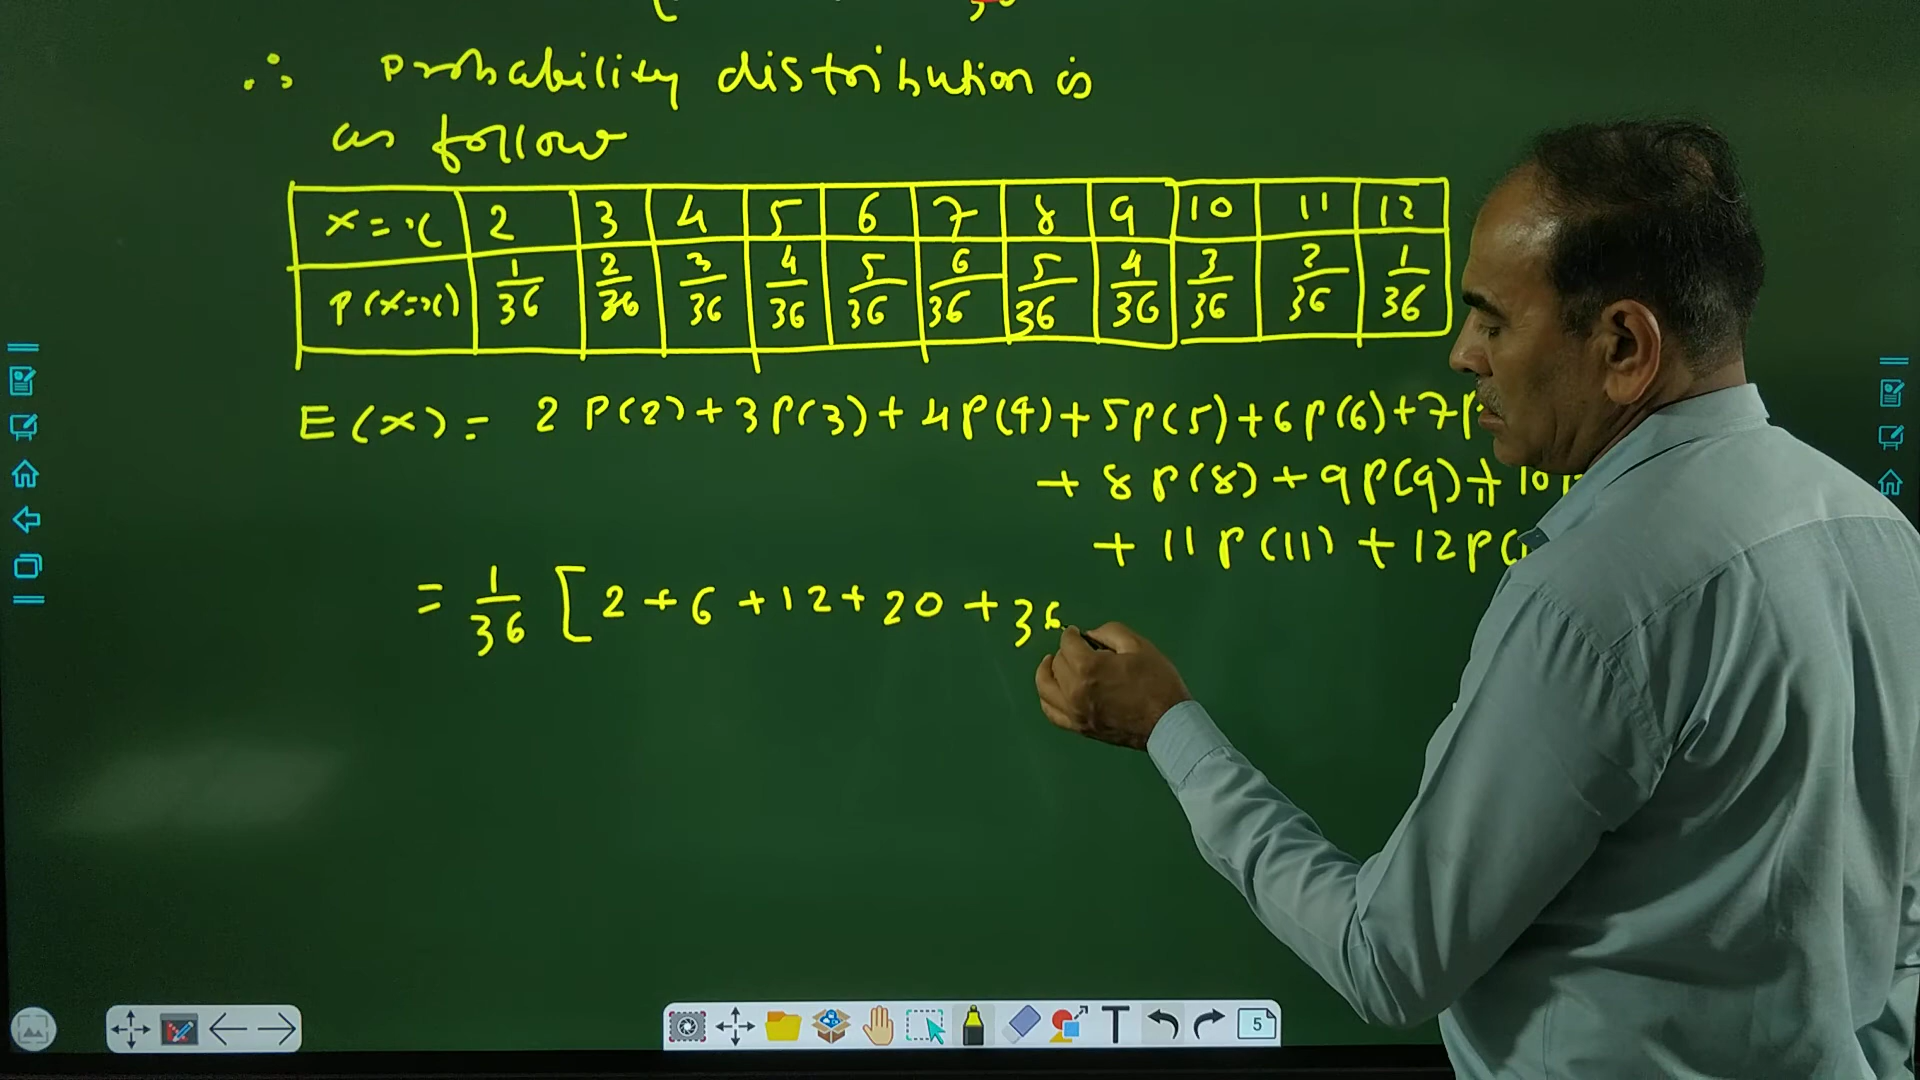 ∴ probability distribution is
as follow
X=x 2 3 4 5 6 7 8 9 10 11 12
P(X=x) 1/36 2/36 3/36 4/36 5/36 6/36 5/36 4/36 3/36 2/36 1/36
E(X) = 2P(2)+3P(3)+4P(4)+5P(5)+6P(6)+7P
+8P(8)+9P(9)+10
+11P(11)+12P(
= 1/36 [2+6+12+20+36
T 5